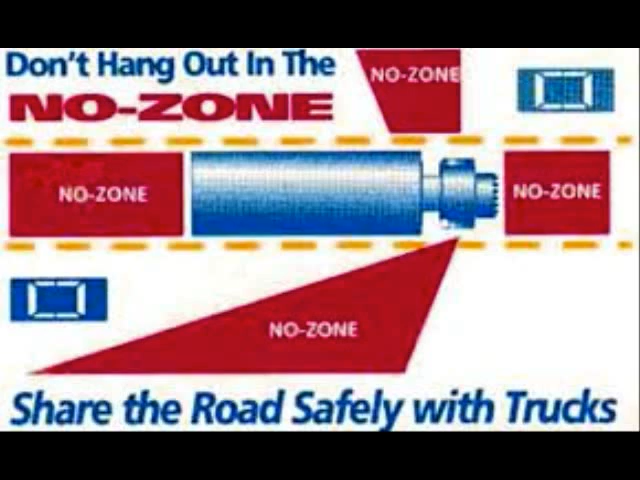 Don't Hang Out In The
NO-ZONE
NO-ZONE
NO-ZONE
NO-ZONE
NO-ZONE
Share the Road Safely with Trucks